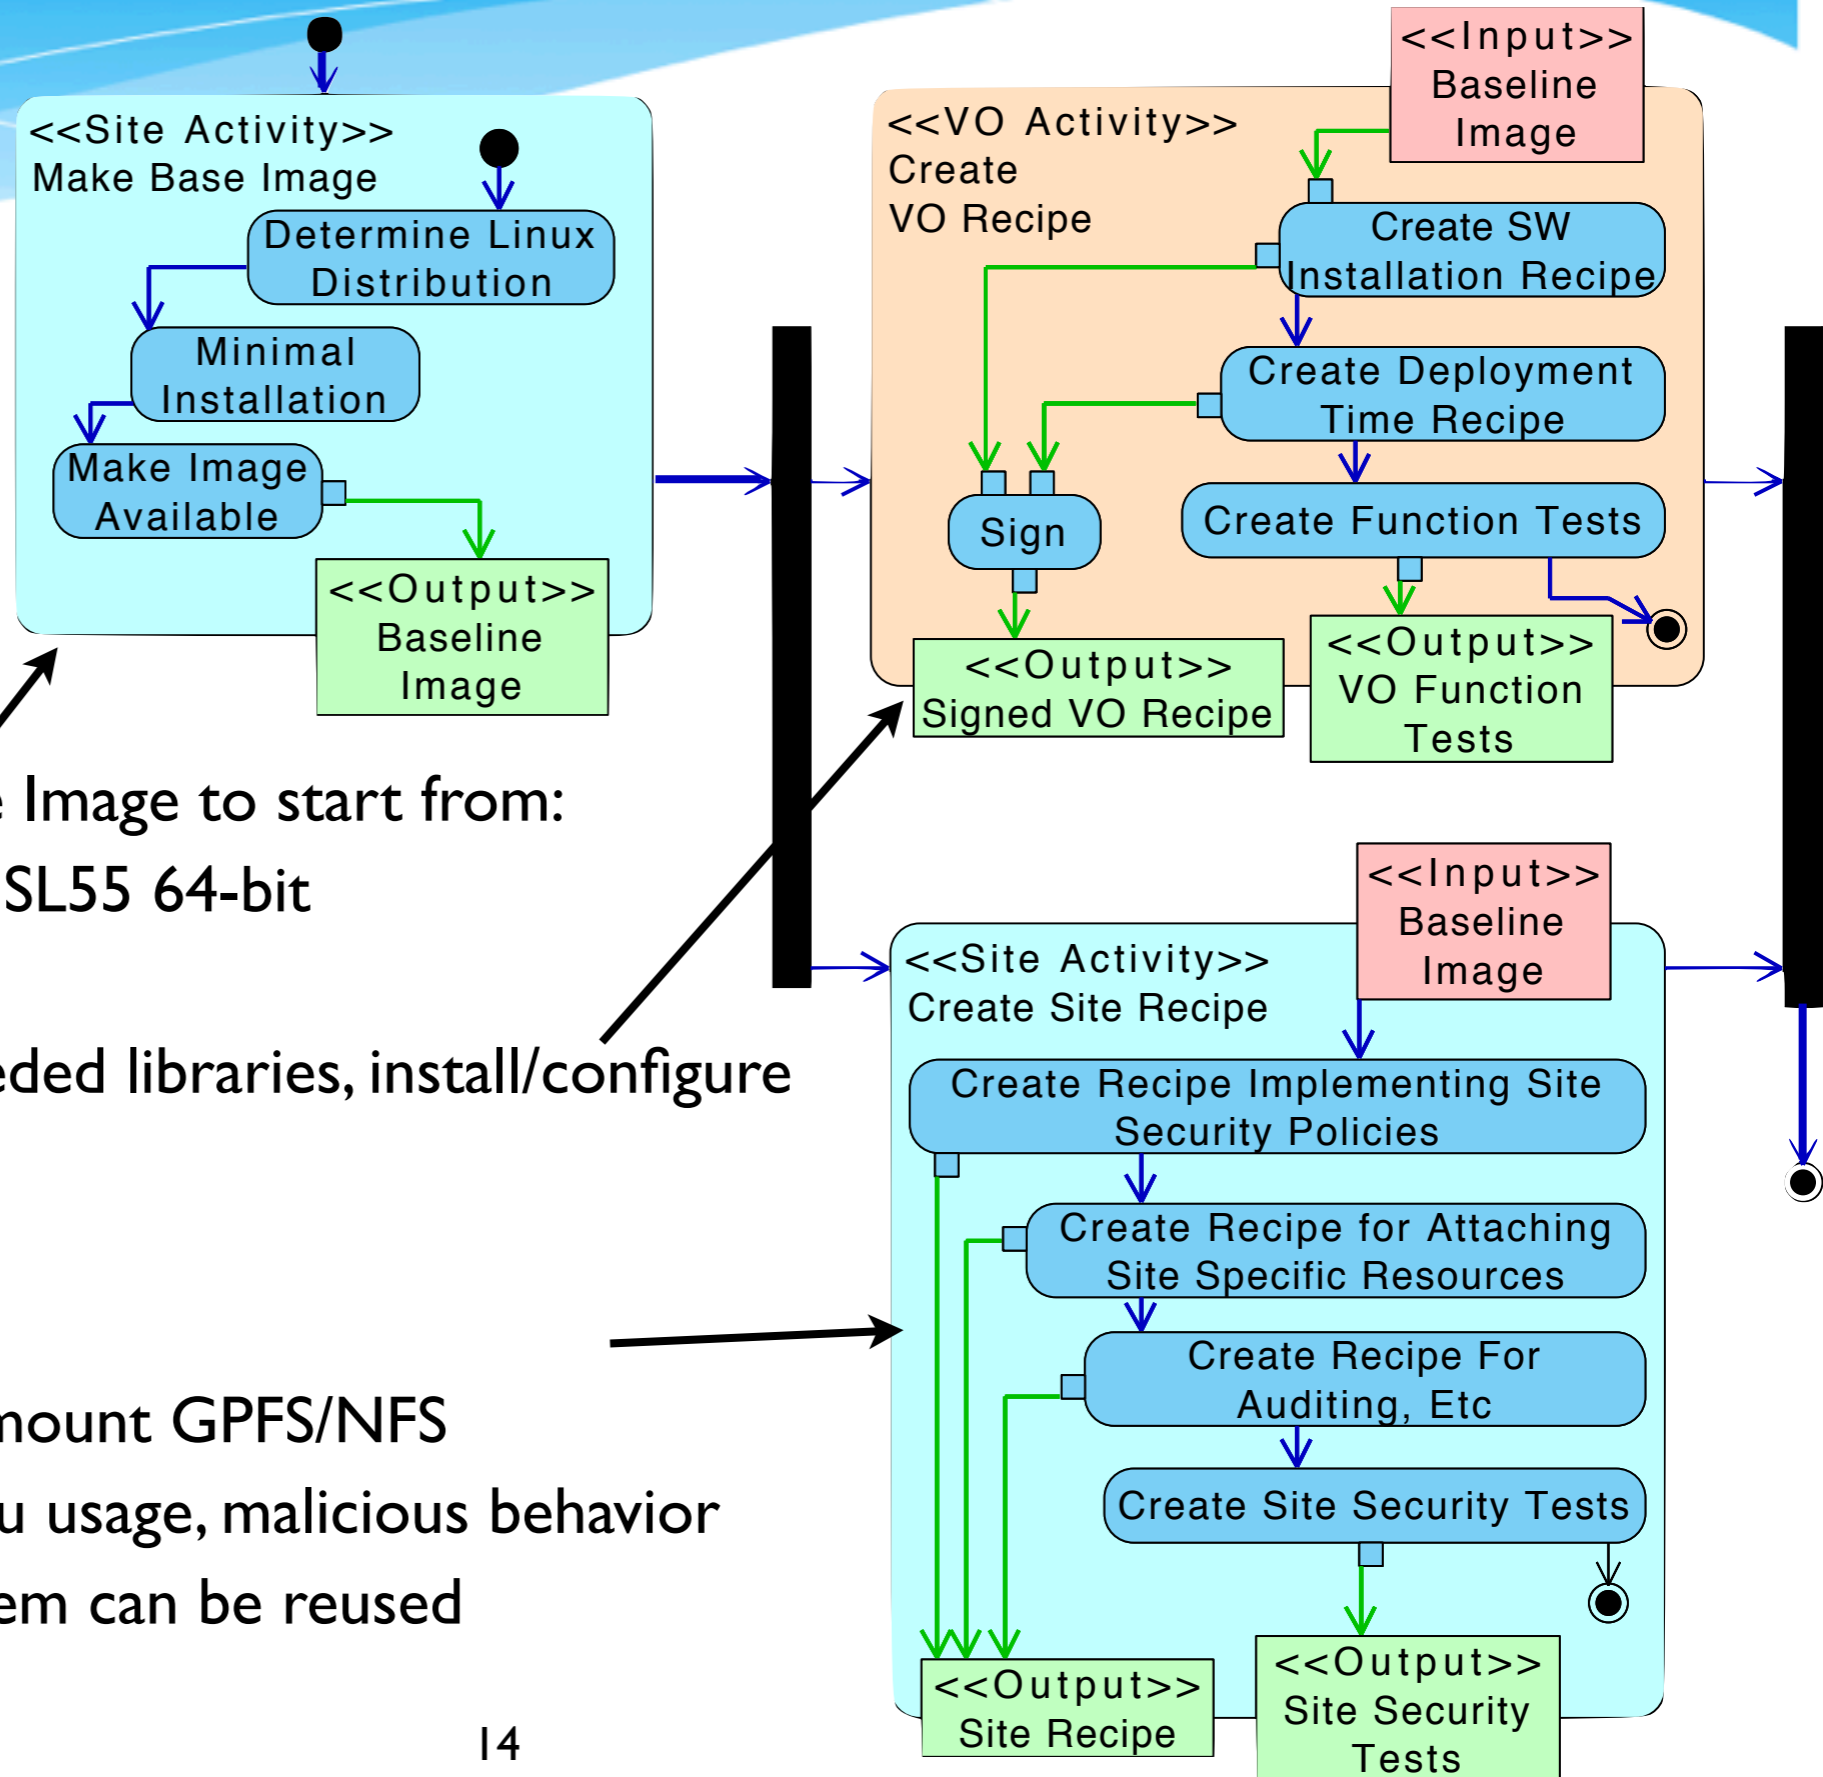 <<Site Activity>>
Make Base Image
Determine Linux
Distribution
Minimal
Installation
Make Image
Available
<<Output>>
Baseline
Image
<<Input>>
Baseline
Image
<<VO Activity>>
Create
VO Recipe
Create SW
Installation Recipe
Create Deployment
Time Recipe
Create Function Tests
Sign
<<Output>>
Signed VO Recipe
<<Output>>
VO Function
Tests
Image to start from:
SL55 64-bit
libraries, install/configure
mount GPFS/NFS
usage, malicious behavior
can be reused
<<Input>>
Baseline
Image
<<Site Activity>>
Create Site Recipe
Create Recipe Implementing Site
Security Policies
Create Recipe for Attaching
Site Specific Resources
Create Recipe For
Auditing, Etc
Create Site Security Tests
<<Output>>
Site Recipe
<<Output>>
Site Security
Tests
14